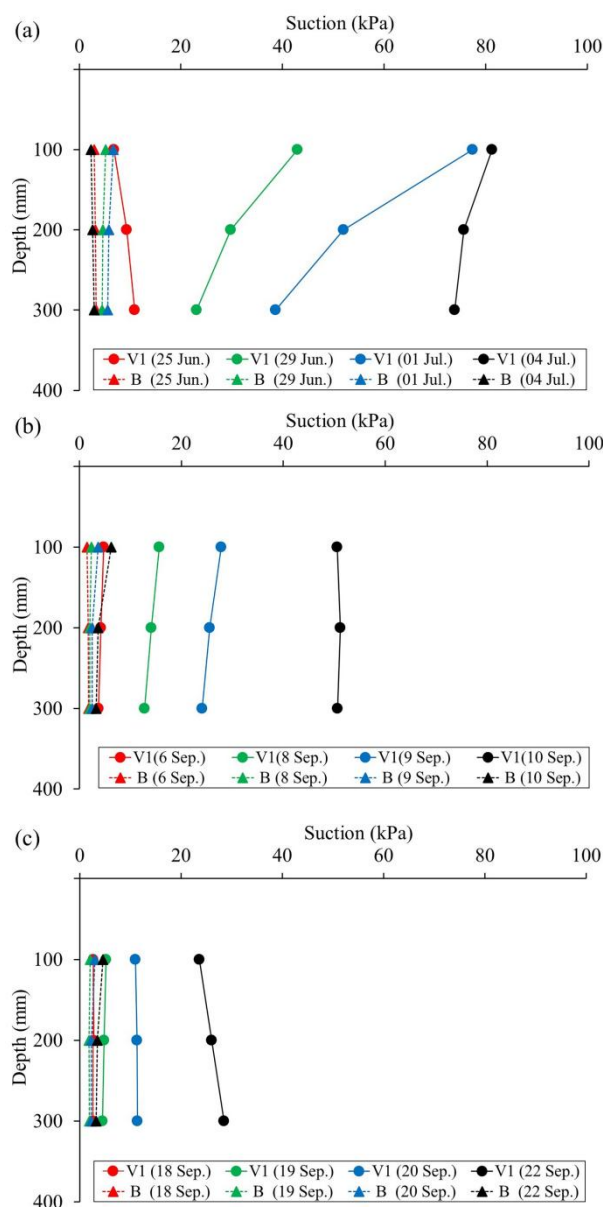 (a)
Suction (kPa)
0 20 40 60 80 100
Depth (mm)
100
200
300
400
V1 (25 Jun.) V1 (29 Jun.) V1 (01 Jul.) V1 (04 Jul.)
B (25 Jun.) B (29 Jun.) B (01 Jul.) B (04 Jul.)
(b)
Suction (kPa)
0 20 40 60 80 100
Depth (mm)
100
200
300
400
V1(6 Sep.) V1(8 Sep.) V1(9 Sep.) V1(10 Sep.)
B (6 Sep.) B (8 Sep.) B (9 Sep.) B (10 Sep.)
(c)
Suction (kPa)
0 20 40 60 80 100
Depth (mm)
100
200
300
400
V1 (18 Sep.) V1 (19 Sep.) V1 (20 Sep.) V1 (22 Sep.)
B (18 Sep.) B (19 Sep.) B (20 Sep.) B (22 Sep.)